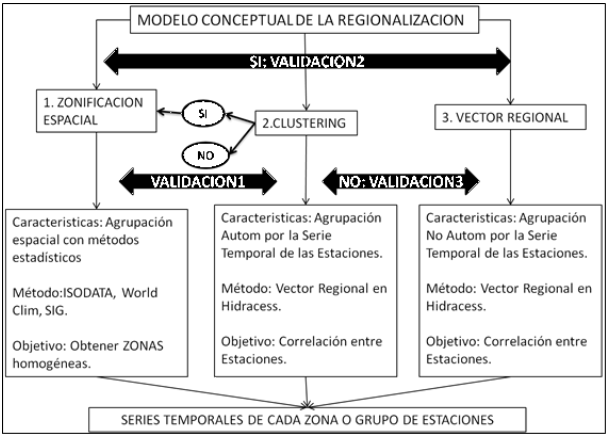 MODELO CONCEPTUAL DE LA REGIONALIZACION
SI: VALIDACION2
1. ZONIFICACION
ESPACIAL
SI
NO
2.CLUSTERING
3. VECTOR REGIONAL
VALIDACION1
NO: VALIDACION3
Caracteristicas: Agrupación
espacial con métodos
estadísticos
Método:ISODATA, World
Clim, SIG.
Objetivo: Obtener ZONAS
homogéneas.
Características: Agrupación
Autom por la Serie
Temporal de las Estaciones.
Método: Vector Regional en
Hidracess.
Objetivo: Correlación entre
Estaciones.
Características: Agrupación
No Autom por la Serie
Temporal de las Estaciones.
Método: Vector Regional en
Hidracess.
Objetivo: Correlación entre
Estaciones.
SERIES TEMPORALES DE CADA ZONA O GRUPO DE ESTACIONES